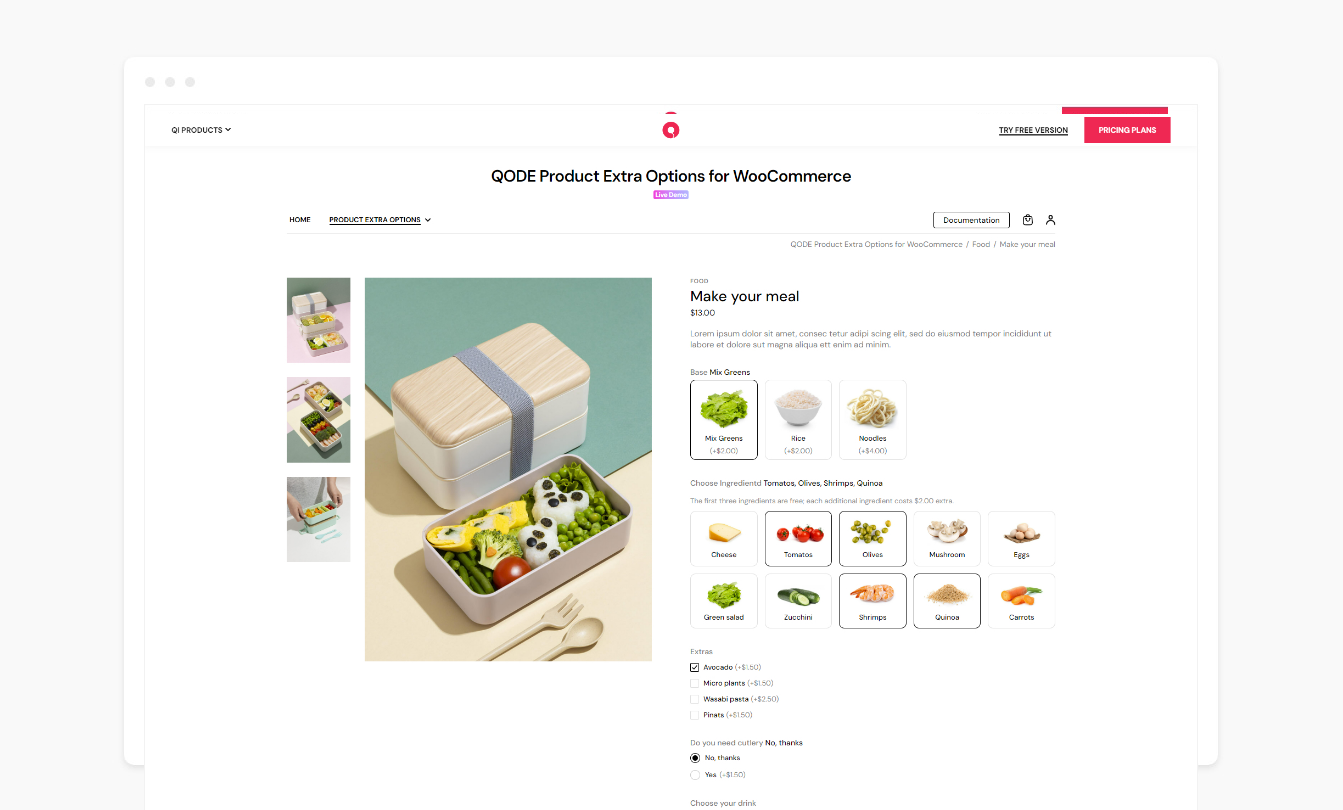 QI PRODUCTS
TRY FREE VERSION
PRICING PLANS
QODE Product Extra Options for WooCommerce
Live Demo
HOME
PRODUCT EXTRA OPTIONS
Documentation
QODE Product Extra Options for WooCommerce / Food / Make your meal
FOOD
Make your meal
$13.00
Lorem ipsum dolor sit amet, consec tetur adipi scing elit, sed do eiusmod tempor incididunt ut
labore et dolore sut magna aliqua ett enim ad minim.
Base Mix Greens
Mix Greens
(+$2.00)
Rice
(+$2.00)
Noodles
(+$4.00)
Choose Ingredientd Tomatos, Olives, Shrimps, Quinoa
The first three ingredients are free; each additional ingredient costs $2.00 extra.
Cheese
Tomatos
Olives
Mushroom
Eggs
Green salad
Zucchini
Shrimps
Quinoa
Carrots
Extras
Avocado (+$1.50)
Micro plants (+$1.50)
Wasabi pasta (+$2.50)
Pinats (+$1.50)
Do you need cutlery No, thanks
No, thanks
Yes (+$1.50)
Choose your drink